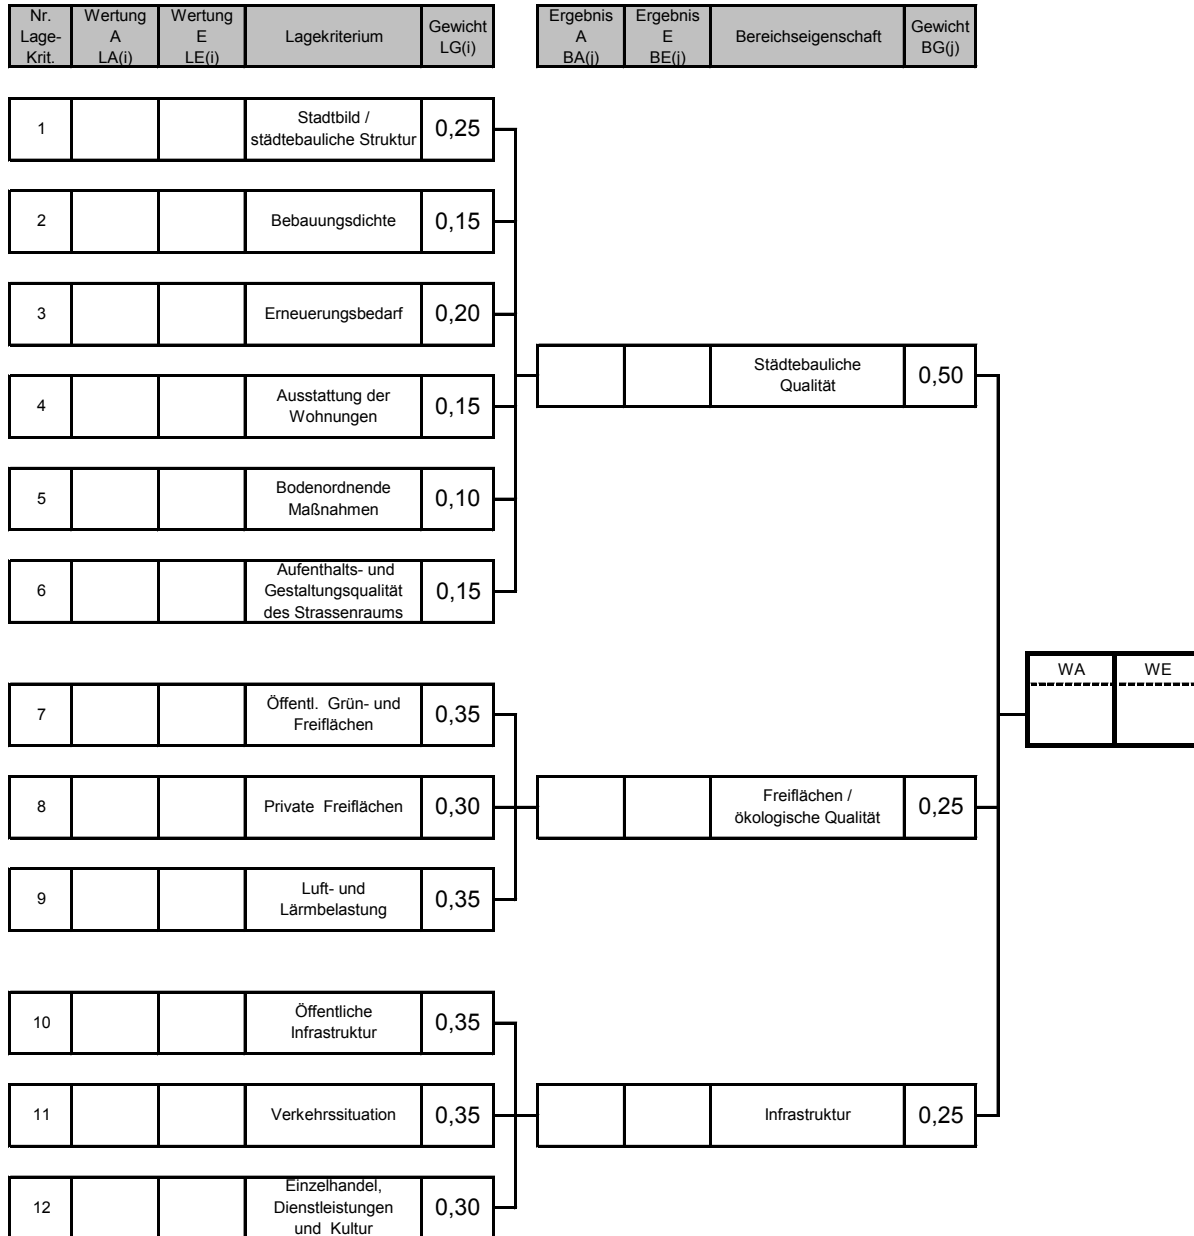 Nr.
Lage-
Krit.
Wertung
A
LA(i)
Wertung
E
LE(i)
Lagekriterium
Gewicht
LG(i)
Ergebnis
A
BA(j)
Ergebnis
E
BE(j)
Bereichseigenschaft
Gewicht
BG(j)
1
Stadtbild /
städtebauliche Struktur
0,25
2
Bebauungsdichte
0,15
3
Erneuerungsbedarf
0,20
4
Ausstattung der
Wohnungen
0,15
5
Bodenordnende
Maßnahmen
0,10
6
Aufenthalts- und
Gestaltungsqualität
des Strassenraums
0,15
Städtebauliche
Qualität
0,50
7
Öffentl. Grün- und
Freiflächen
0,35
8
Private Freiflächen
0,30
9
Luft- und
Lärmbelastung
0,35
Freiflächen /
ökologische Qualität
0,25
10
Öffentliche
Infrastruktur
0,35
11
Verkehrssituation
0,35
12
Einzelhandel,
Dienstleistungen
und Kultur
0,30
Infrastruktur
0,25
WA
WE